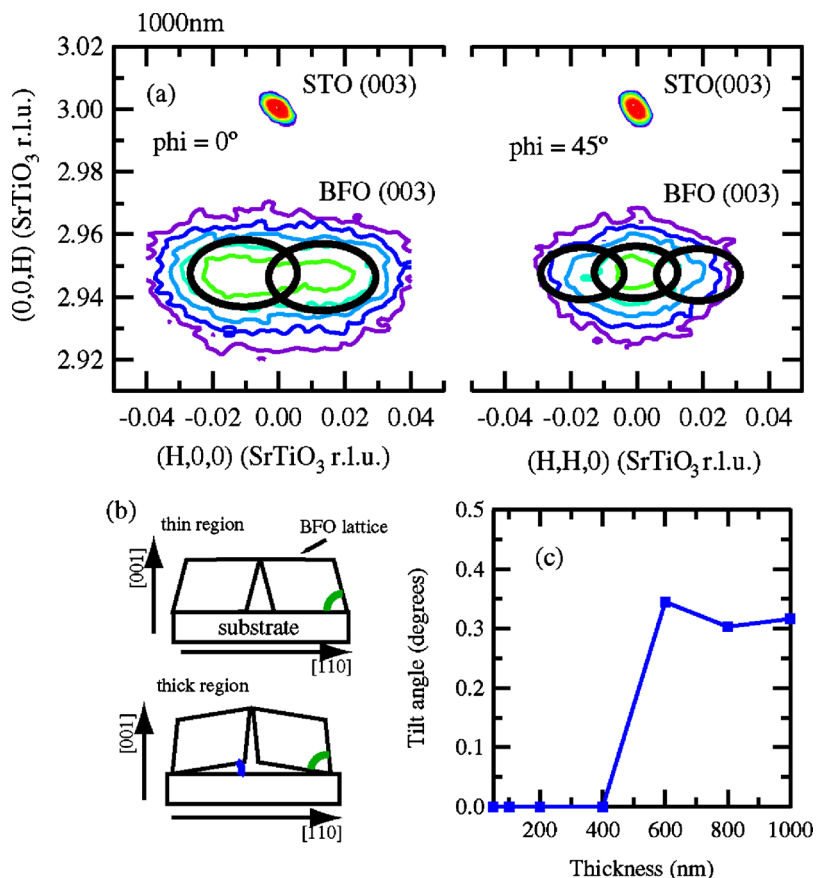 1000nm
3.02
3.00
2.98
2.96
2.94
2.92
(0,0,H) (SrTiO₃ r.l.u.)
(a)
STO (003)
phi = 0º
BFO (003)
-0.04 -0.02 0.00 0.02 0.04
(H,0,0) (SrTiO₃ r.l.u.)
STO(003)
phi = 45º
BFO (003)
-0.04 -0.02 0.00 0.02 0.04
(H,H,0) (SrTiO₃ r.l.u.)
(b)
thin region
BFO lattice
[001]
substrate
[110]
thick region
[001]
[110]
(c)
0.5
0.4
0.3
0.2
0.1
0.0
Tilt angle (degrees)
200 400 600 800 1000
Thickness (nm)